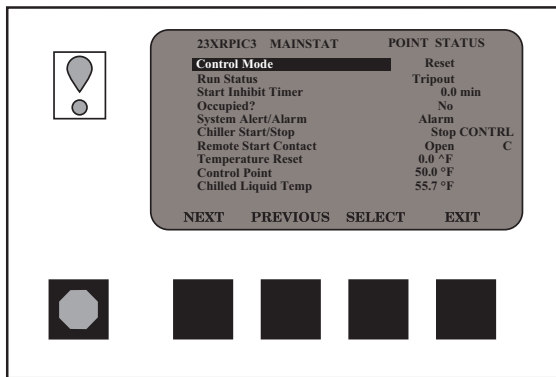 23XRPIC3 MAINSTAT POINT STATUS
Control Mode Reset
Run Status Tripout
Start Inhibit Timer 0.0 min
Occupied? No
System Alert/Alarm Alarm
Chiller Start/Stop Stop CONTRL
Remote Start Contact Open C
Temperature Reset 0.0 ^F
Control Point 50.0 °F
Chilled Liquid Temp 55.7 °F
NEXT PREVIOUS SELECT EXIT